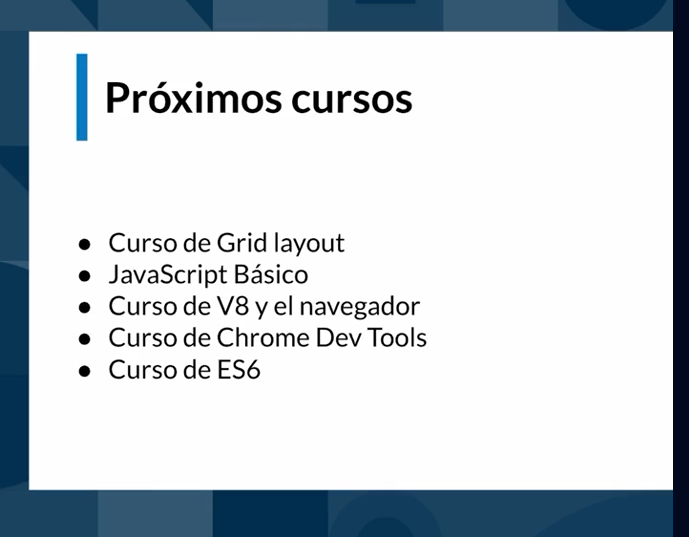 Próximos cursos
● Curso de Grid layout
● JavaScript Básico
● Curso de V8 y el navegador
● Curso de Chrome Dev Tools
● Curso de ES6